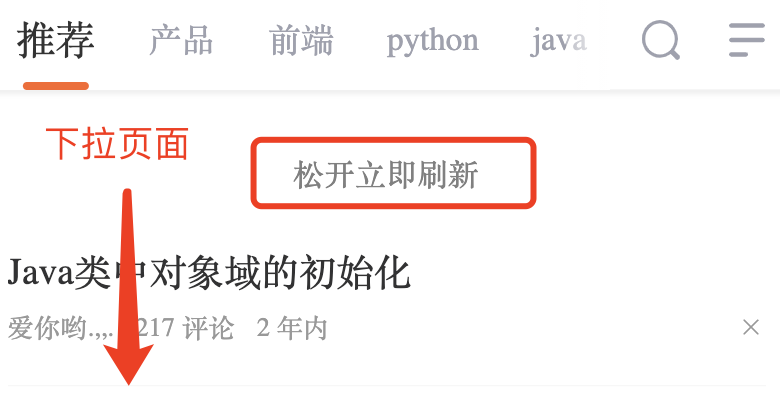 推荐 产品 前端 python java
下拉页面
松开立即刷新
Java类中对象域的初始化
爱你哟.,,. 217 评论 2 年内